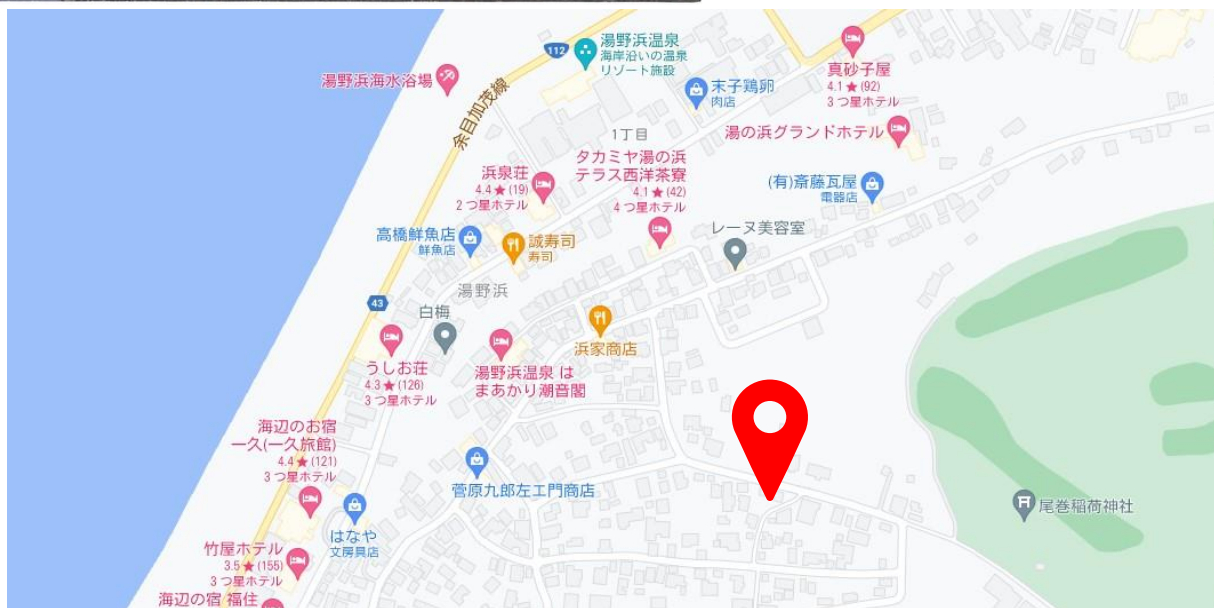 112
湯野浜温泉
海岸沿いの温泉
リゾート施設
真砂子屋
4.1★(92)
3つ星ホテル
湯野浜海水浴場
末子鶏卵
肉店
余目加茂線
1丁目
湯の浜グランドホテル
タカミヤ湯の浜
テラス西洋茶寮
4.1★(42)
4つ星ホテル
浜泉荘
4.4★(19)
2つ星ホテル
(有)斎藤瓦屋
電器店
高橋鮮魚店
鮮魚店
誠寿司
寿司
レーヌ美容室
湯野浜
43
白梅
浜家商店
うしお荘
4.3★(126)
3つ星ホテル
湯野浜温泉 は
まあかり潮音閣
海辺のお宿
一久(一久旅館)
4.4★(121)
3つ星ホテル
菅原九郎左エ門商店
尾巻稲荷神社
はなや
文房具店
竹屋ホテル
3.5★(155)
3つ星ホテル
海辺の宿 福住